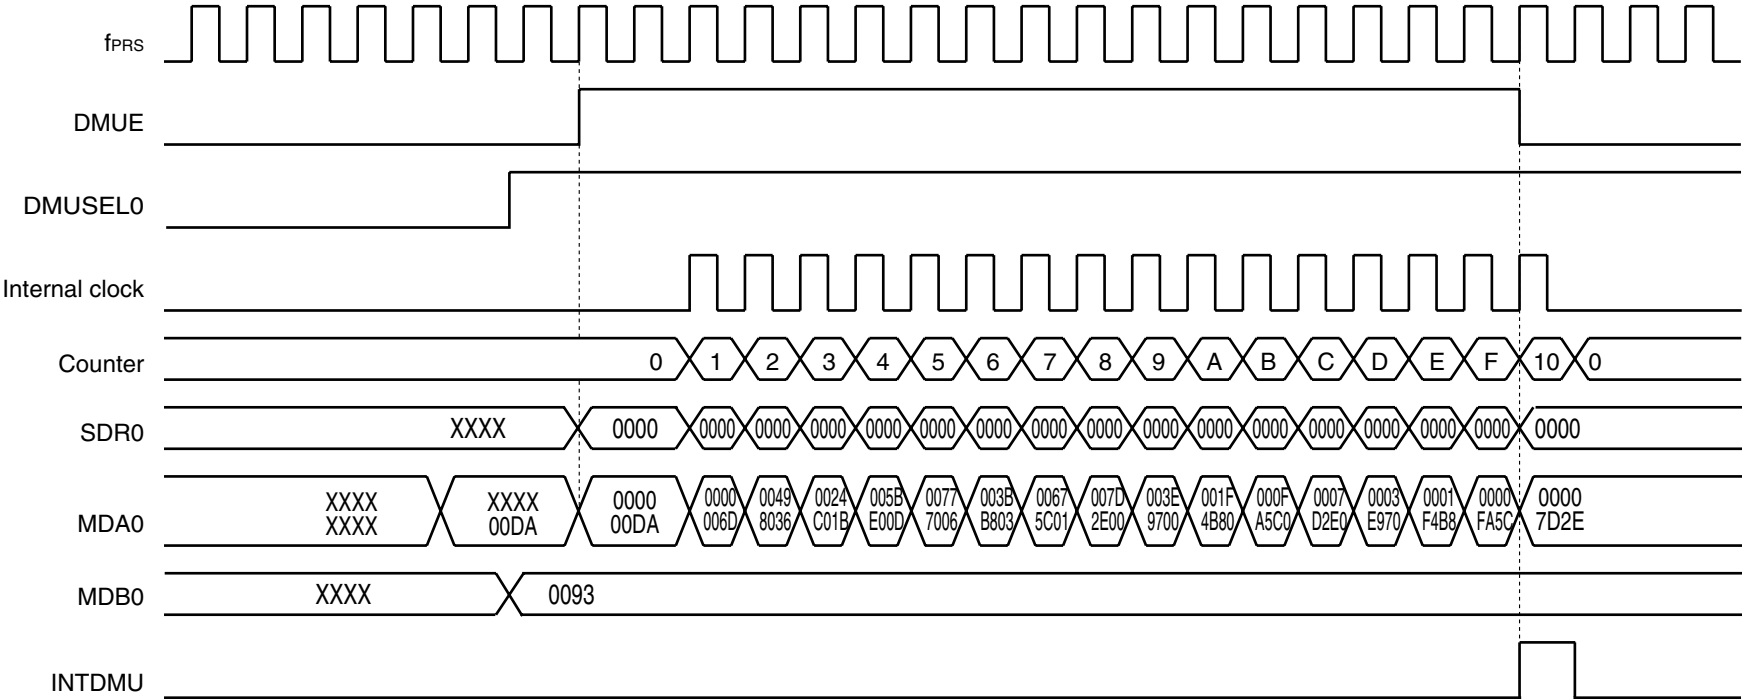 fPRS
DMUE
DMUSEL0
Internal clock
Counter 0 1 2 3 4 5 6 7 8 9 A B C D E F 10 0
SDR0 XXXX 0000 0000 0000 0000 0000 0000 0000 0000 0000 0000 0000 0000 0000 0000 0000 0000 0000
XXXX XXXX 0000 0000 0049 0024 005B 0077 003B 0067 007D 003E 001F 000F 0007 0003 0001 0000 0000
MDA0
XXXX 00DA 00DA 006D 8036 C01B E00D 7006 B803 5C01 2E00 9700 4B80 A5C0 D2E0 E970 F4B8 FA5C 7D2E
MDB0 XXXX 0093
INTDMU